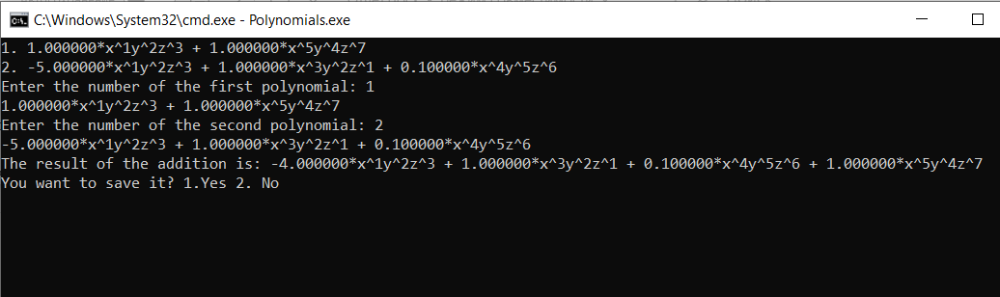 C:\Windows\System32\cmd.exe - Polynomials.exe
1. 1.000000*x^1y^2z^3 + 1.000000*x^5y^4z^7
2. -5.000000*x^1y^2z^3 + 1.000000*x^3y^2z^1 + 0.100000*x^4y^5z^6
Enter the number of the first polynomial: 1
1.000000*x^1y^2z^3 + 1.000000*x^5y^4z^7
Enter the number of the second polynomial: 2
-5.000000*x^1y^2z^3 + 1.000000*x^3y^2z^1 + 0.100000*x^4y^5z^6
The result of the addition is: -4.000000*x^1y^2z^3 + 1.000000*x^3y^2z^1 + 0.100000*x^4y^5z^6 + 1.000000*x^5y^4z^7
You want to save it? 1.Yes 2. No